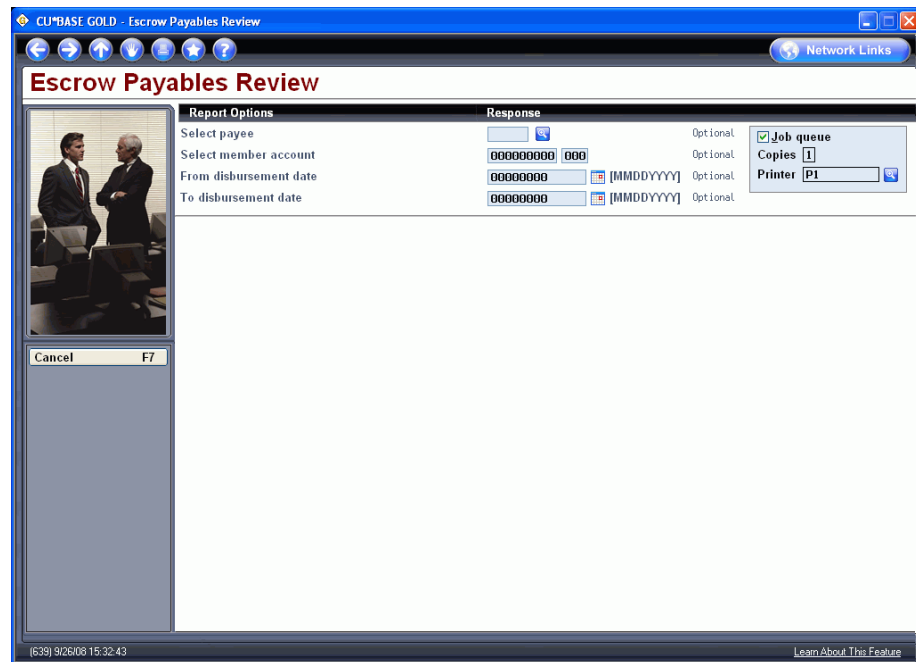 CU*BASE GOLD - Escrow Payables Review
Network Links
Escrow Payables Review
Report Options Response
Select payee Optional
Select member account 000000000 000 Optional
From disbursement date 00000000 [MMDDYYYY] Optional
To disbursement date 00000000 [MMDDYYYY] Optional
Job queue
Copies 1
Printer P1
Cancel F7
(639) 9/26/08 15:32:43
Learn About This Feature